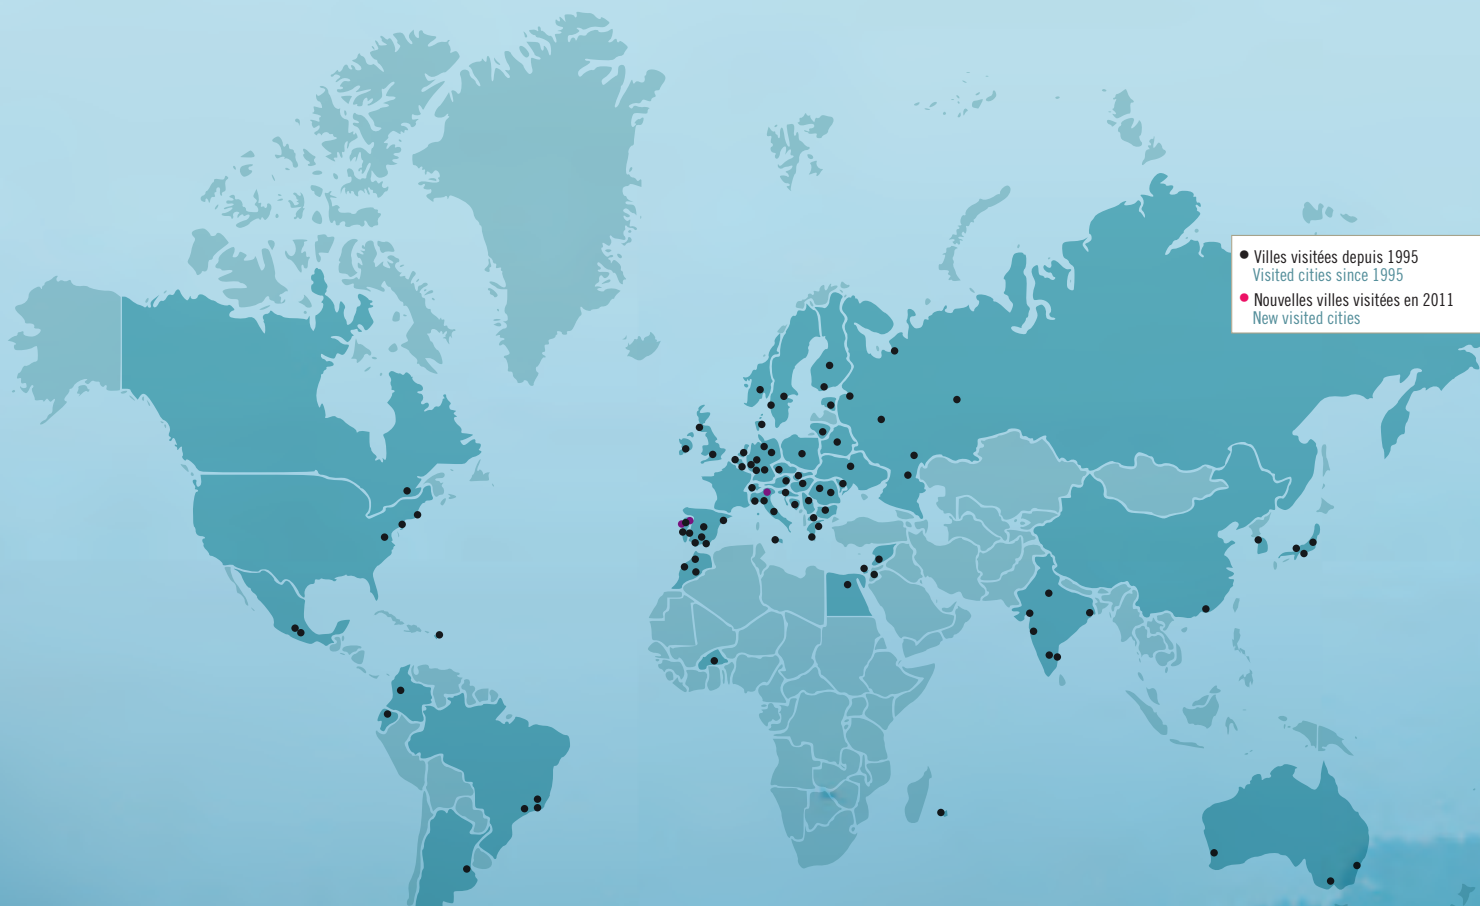 Villes visitées depuis 1995
Visited cities since 1995
Nouvelles villes visitées en 2011
New visited cities